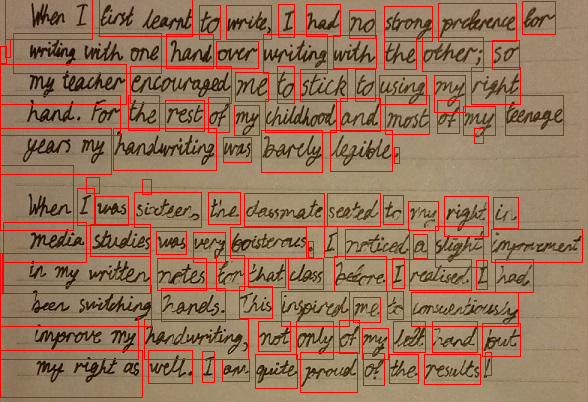 When I first learnt to write, I had no strong preference for
writing with one hand over writing with the other; so
my teacher encouraged me to stick to using my right
hand. For the rest of my childhood and most of my teenage
years my handwriting was barely legible.
When I was sixteen, the classmate seated to my right in
media studies was very boisterous. I noticed a slight improvement
in my written notes for that class before I realised I had
been switching hands. This inspired me to conscientiously
improve my handwriting, not only of my left hand but
my right as well. I am quite proud of the results!